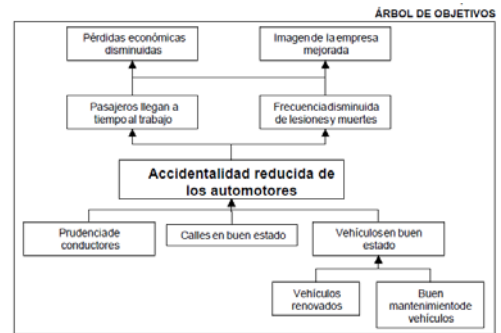 ÁRBOL DE OBJETIVOS
Pérdidas económicas
disminuidas
Imagen de la empresa
mejorada
Pasajeros llegan a
tiempo al trabajo
Frecuencia disminuida
de lesiones y muertes
Accidentalidad reducida de
los automotores
Prudencia de
conductores
Calles en buen estado
Vehículos en buen
estado
Vehículos
renovados
Buen
mantenimiento de
vehículos